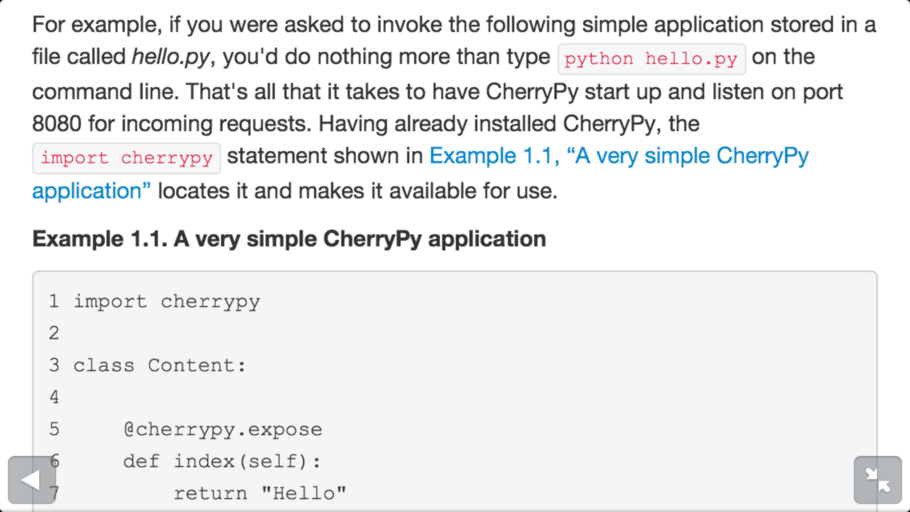 For example, if you were asked to invoke the following simple application stored in a
file called hello.py, you'd do nothing more than type python hello.py on the
command line. That's all that it takes to have CherryPy start up and listen on port
8080 for incoming requests. Having already installed CherryPy, the
import cherrypy statement shown in Example 1.1, “A very simple CherryPy
application” locates it and makes it available for use.
Example 1.1. A very simple CherryPy application
1 import cherrypy
2
3 class Content:
4
5     @cherrypy.expose
6     def index(self):
7         return "Hello"